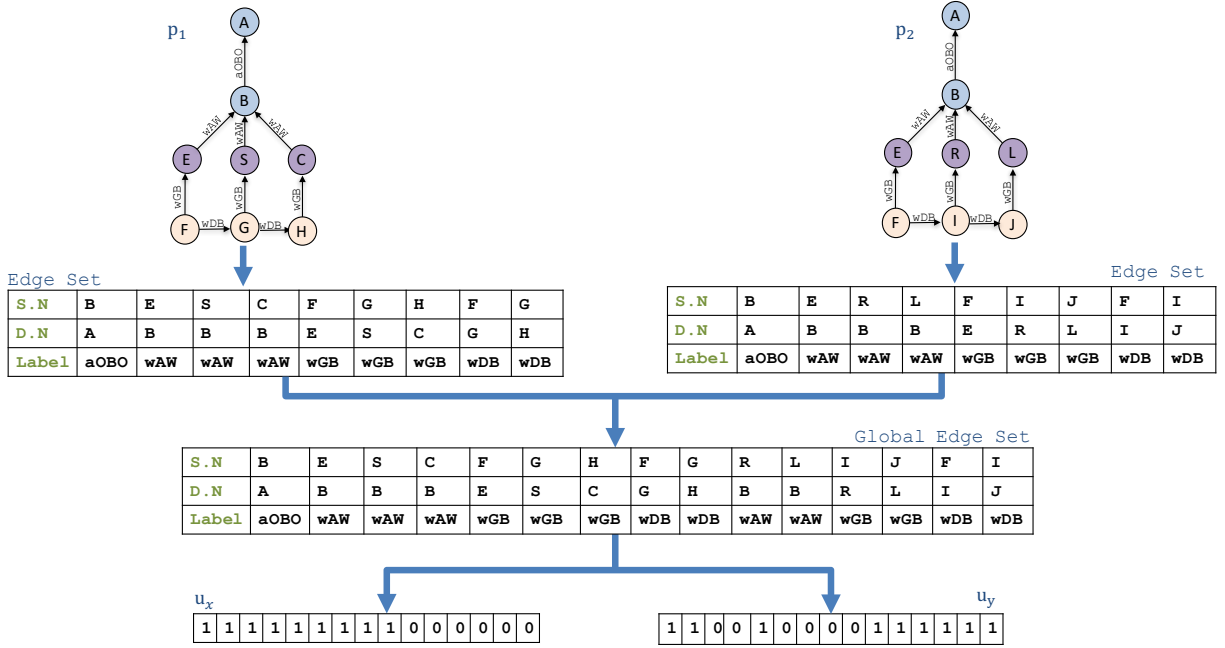 A A
p₁ p₂
aOBO aOBO
B B
wAW wAW wAW wAW wAW wAW
E S C E R L
wGB wGB wGB wGB wGB wGB
F wDB G wDB H F wDB I wDB J
Edge Set Edge Set
S.N B E S C F G H F G
D.N A B B B E S C G H
Label aOBO wAW wAW wAW wGB wGB wGB wDB wDB
S.N B E R L F I J F I
D.N A B B B E R L I J
Label aOBO wAW wAW wAW wGB wGB wGB wDB wDB
Global Edge Set
S.N B E S C F G H F G R L I J F I
D.N A B B B E S C G H B B R L I J
Label aOBO wAW wAW wAW wGB wGB wGB wDB wDB wAW wAW wGB wGB wDB wDB
uₓ u_y
1 1 1 1 1 1 1 1 1 0 0 0 0 0 0
1 1 0 0 1 0 0 0 0 1 1 1 1 1 1